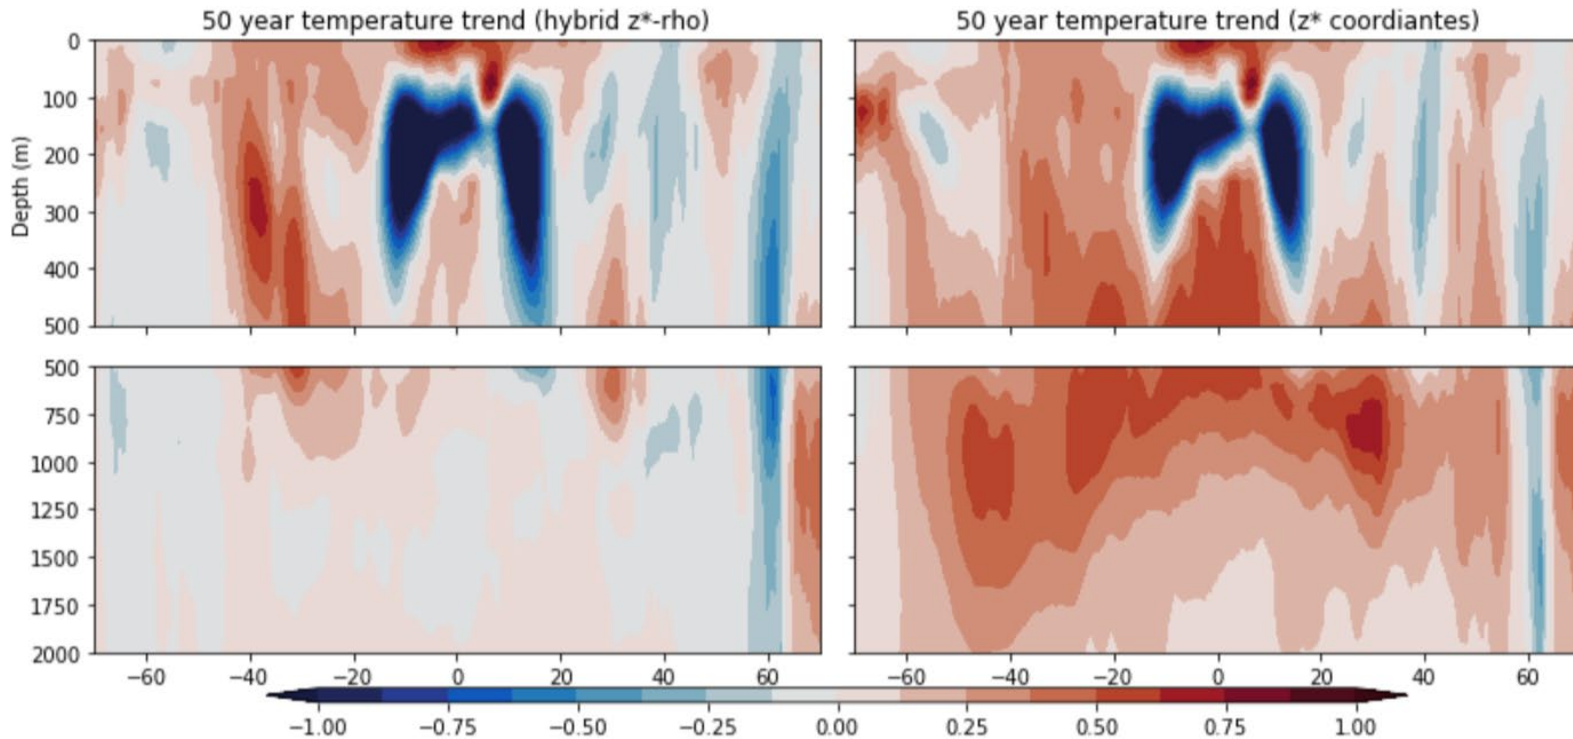 50 year temperature trend (hybrid z*-rho)
50 year temperature trend (z* coordiantes)
Depth (m)
0
100
200
300
400
500
500
750
1000
1250
1500
1750
2000
−60 −40 −20 0 20 40 60
−60 −40 −20 0 20 40 60
−1.00 −0.75 −0.50 −0.25 0.00 0.25 0.50 0.75 1.00